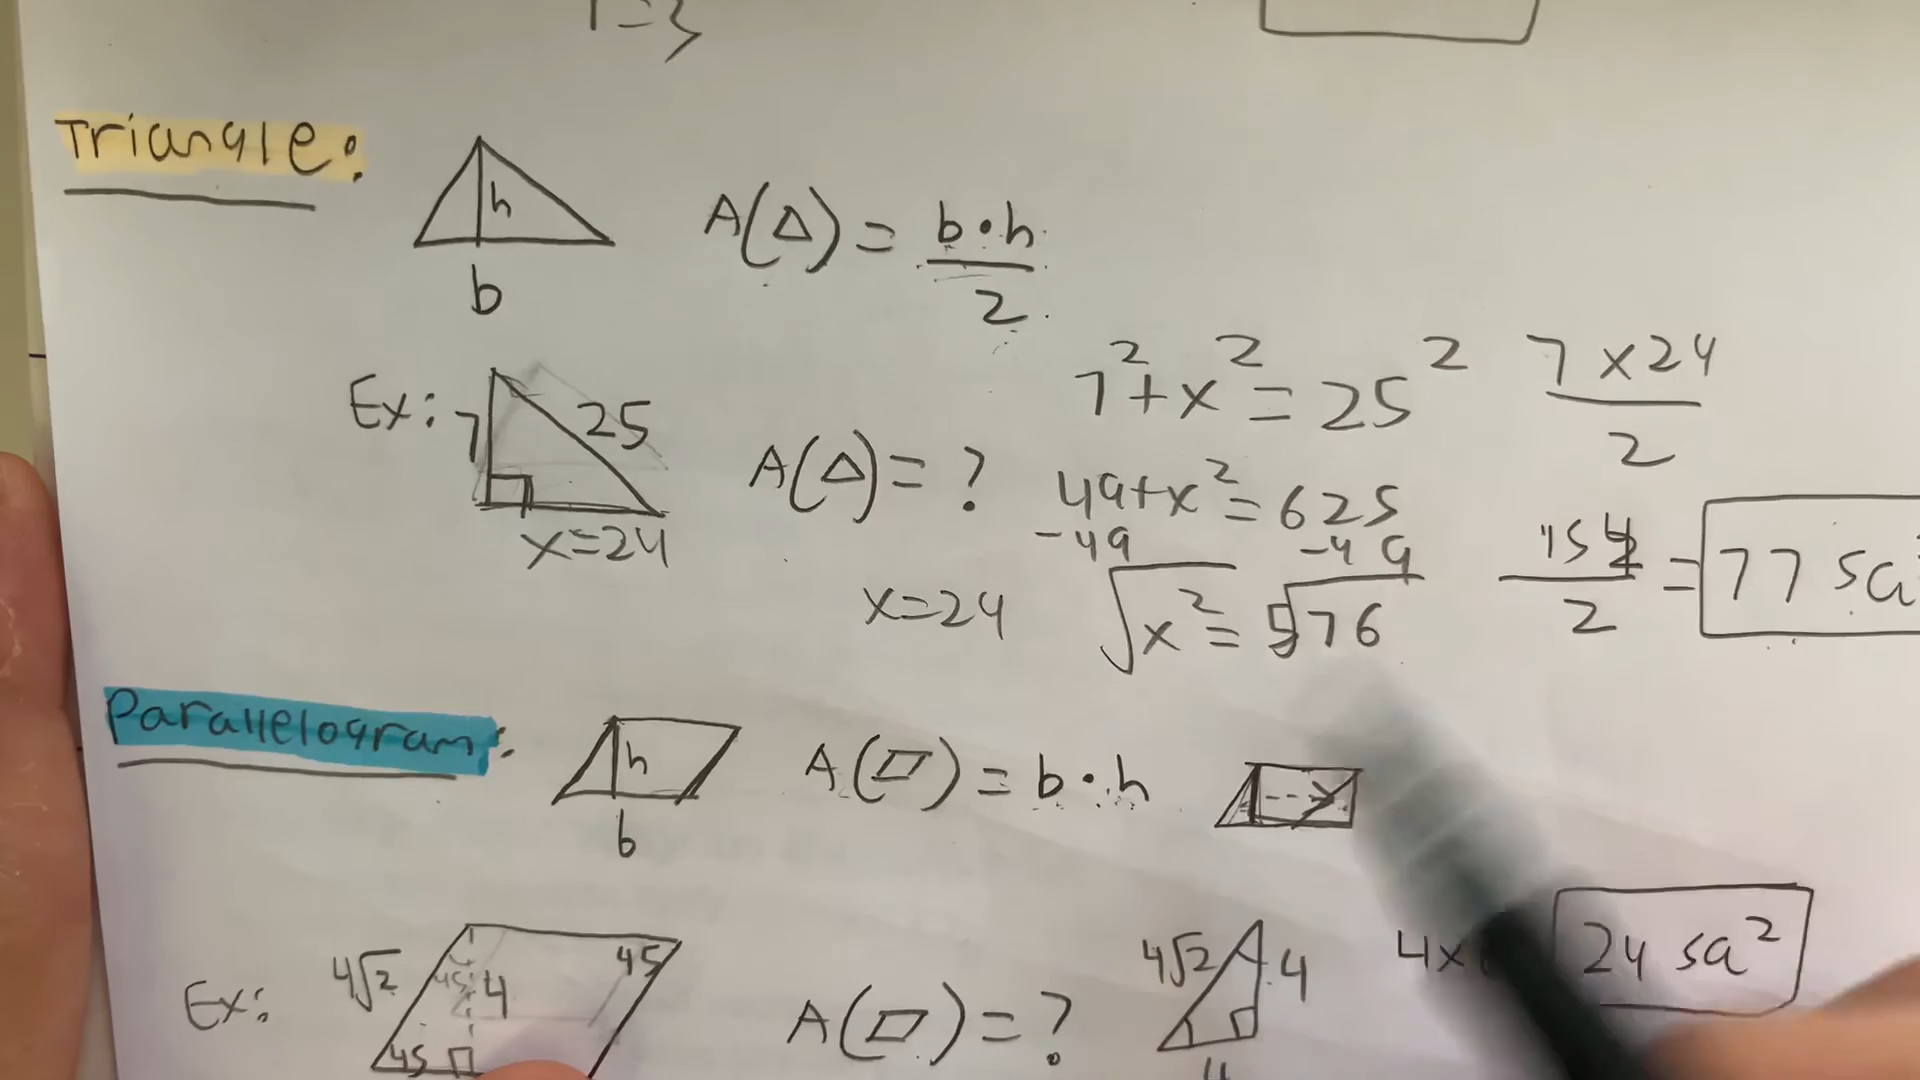 r=3
Triangle:
h
b
A(△) = b·h / 2
Ex: 7 25
x=24
A(△) = ?
7² + x² = 25²
49+x² = 625
-49 -49
√x² = √576
x=24
7 x 24 / 2
154 / 2 = 77 sq
Parallelogram:
h
b
A(▱) = b·h
Ex: 4√2 45 4 45 45
A(▱) = ?
4√2 4
4
4x
24 sq²